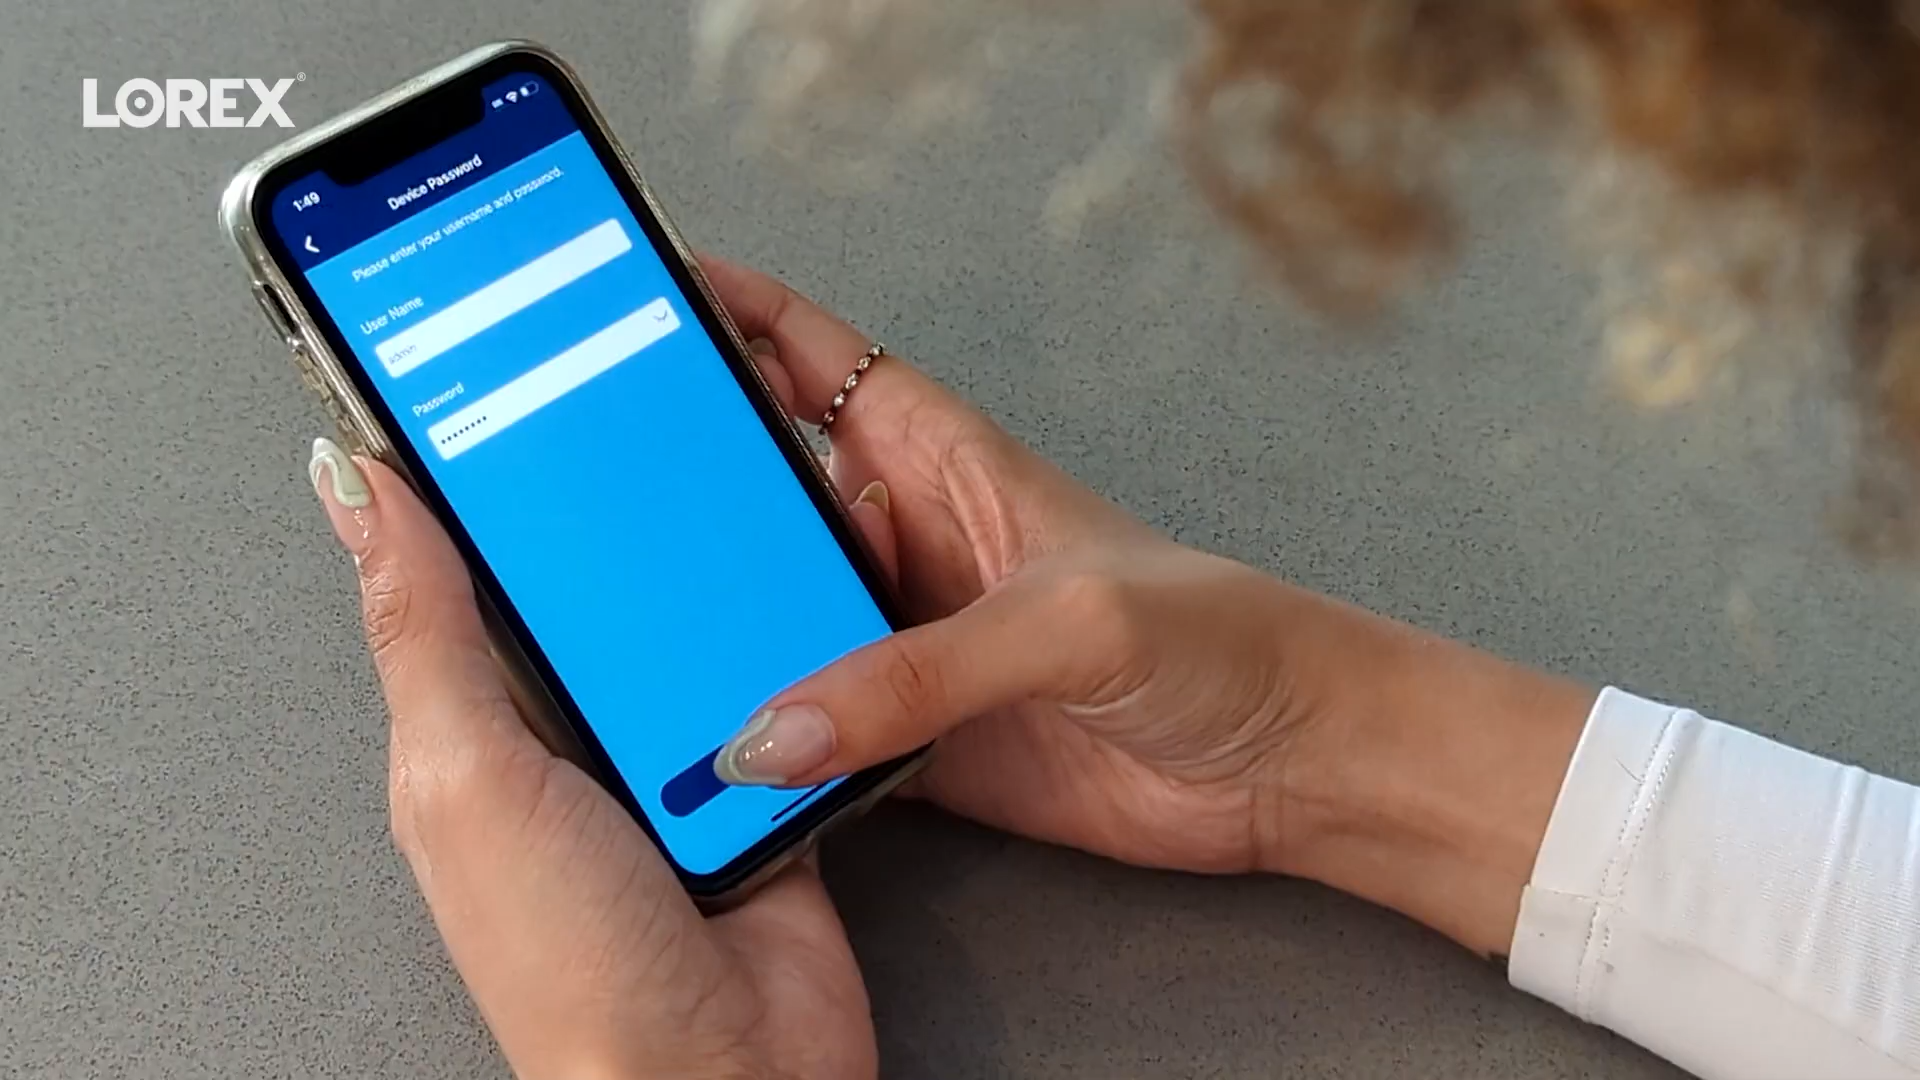 LOREX®
1:49
Device Password
Please enter your username and password.
User Name
admin
Password
••••••••